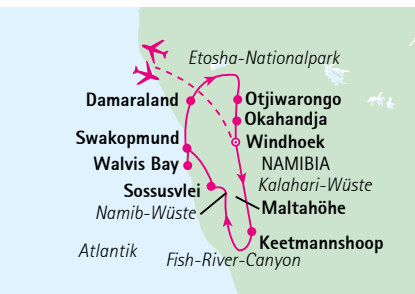 Etosha-Nationalpark
Damaraland
Otjiwarongo
Okahandja
Swakopmund
Windhoek
Walvis Bay
NAMIBIA
Sossusvlei
Kalahari-Wüste
Namib-Wüste
Maltahöhe
Keetmannshoop
Atlantik
Fish-River-Canyon